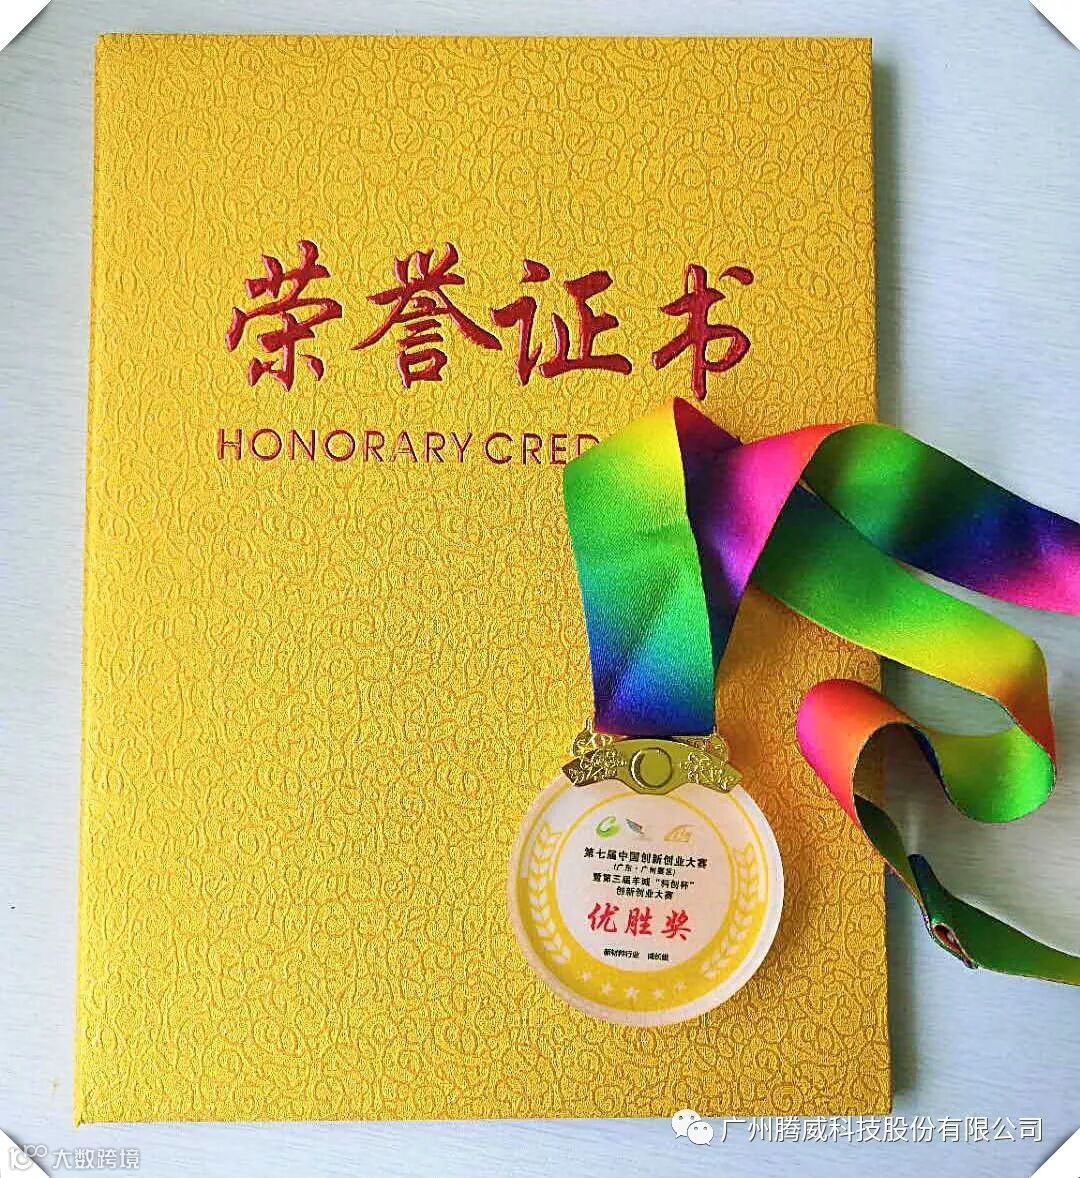 荣誉证书
HONORARY CRED
第七届中国创新创业大赛
(广东·广州赛区)
暨第三届羊城“科创杯”
创新创业大赛
优胜奖
新材料行业 成长组
广州腾威科技股份有限公司
大数跨境